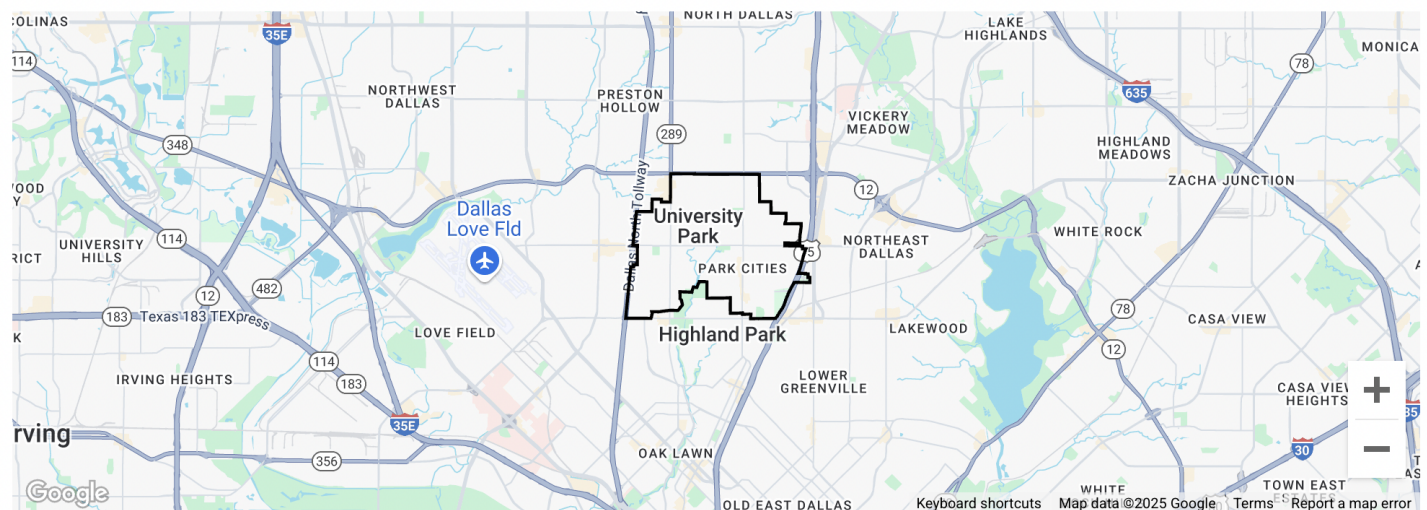 COLINAS
35E
NORTH DALLAS
LAKE
HIGHLANDS
114
MONICA
78
NORTHWEST
DALLAS
PRESTON
HOLLOW
635
VICKERY
MEADOW
289
348
HIGHLAND
MEADOWS
ZACHA JUNCTION
12
Dallas North Tollway
Dallas
Love Fld
University
Park
114
UNIVERSITY
HILLS
NORTHEAST
DALLAS
WHITE ROCK
PARK CITIES
482
12
183
Texas 183 TEXpress
LOVE FIELD
Highland Park
LAKEWOOD
78
CASA VIEW
12
114
183
IRVING HEIGHTS
LOWER
GREENVILLE
CASA VIEW
HEIGHTS
+
35E
rving
30
−
356
OAK LAWN
Google
OLD EAST DALLAS
WHITE
TOWN EAST
ESTATES
Keyboard shortcuts
Map data ©2025 Google
Terms
Report a map error